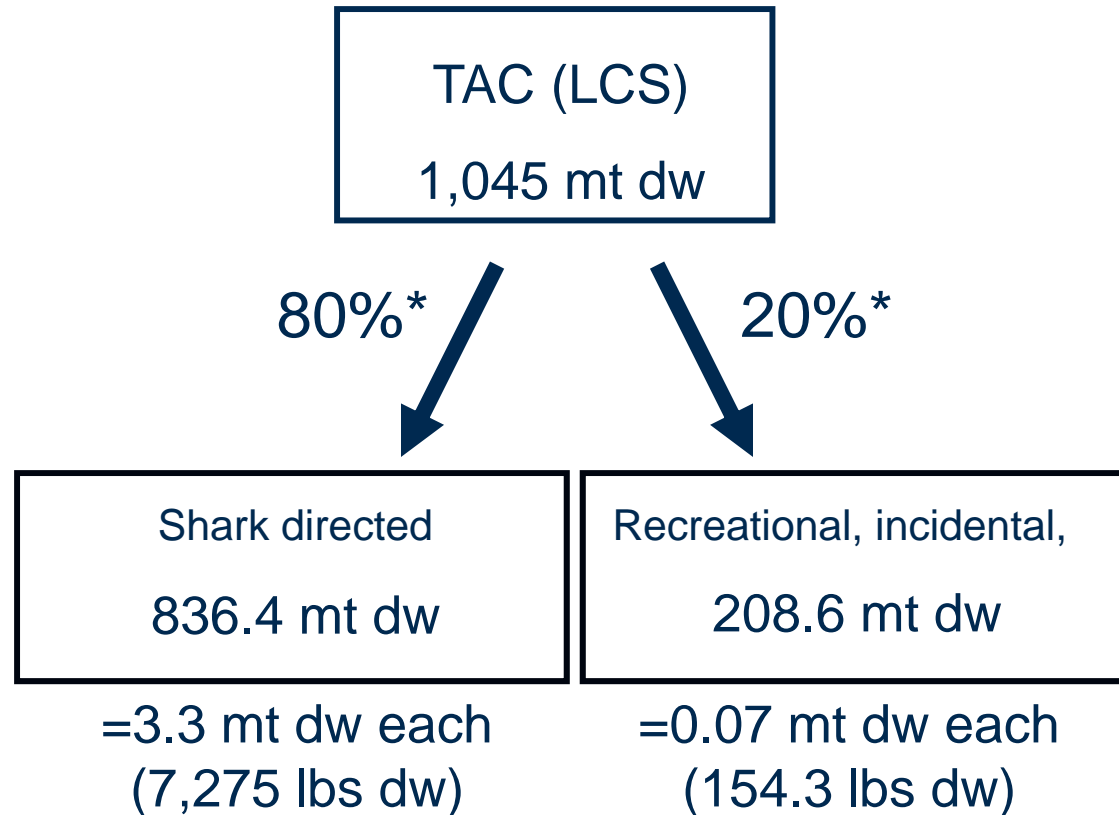 TAC (LCS)
1,045 mt dw
80%*
20%*
Shark directed
836.4 mt dw
Recreational, incidental,
208.6 mt dw
=3.3 mt dw each
(7,275 lbs dw)
=0.07 mt dw each
(154.3 lbs dw)